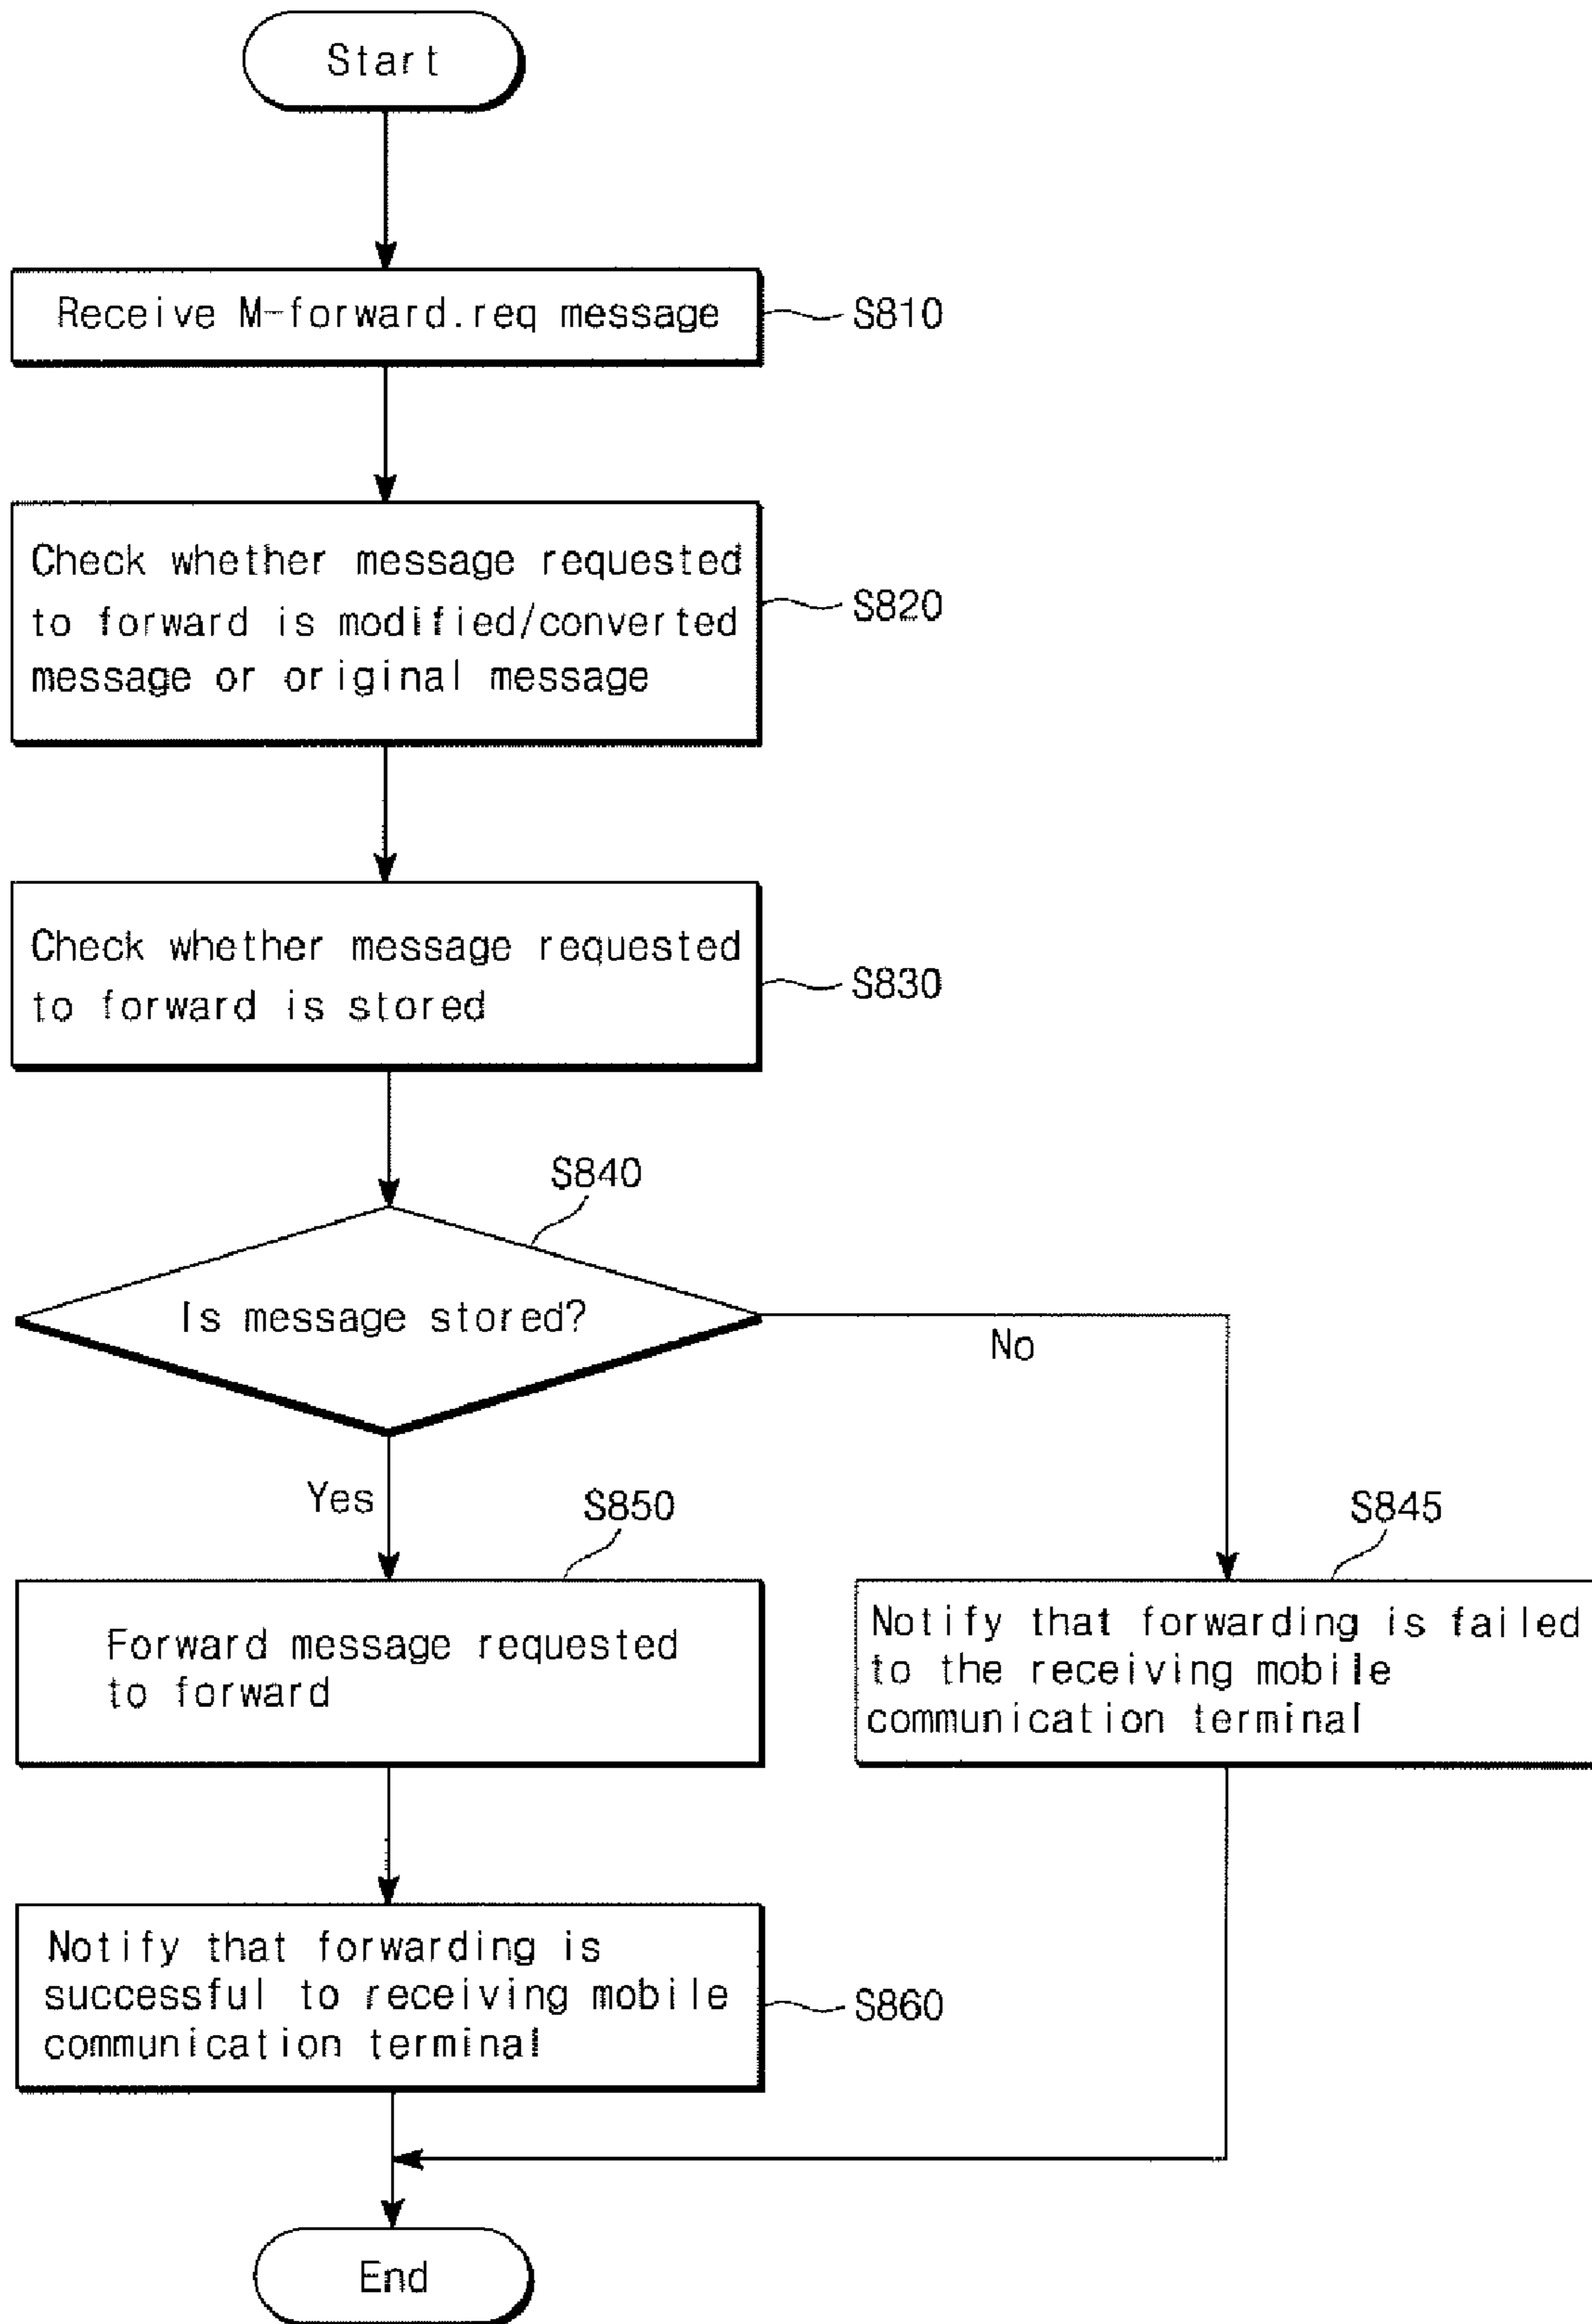 Start
Receive M-forward.req message
S810
Check whether message requested
to forward is modified/converted
message or original message
S820
Check whether message requested
to forward is stored
S830
S840
Is message stored?
No
Yes
S850
Forward message requested
to forward
S845
Notify that forwarding is failed
to the receiving mobile
communication terminal
Notify that forwarding is
successful to receiving mobile
communication terminal
S860
End